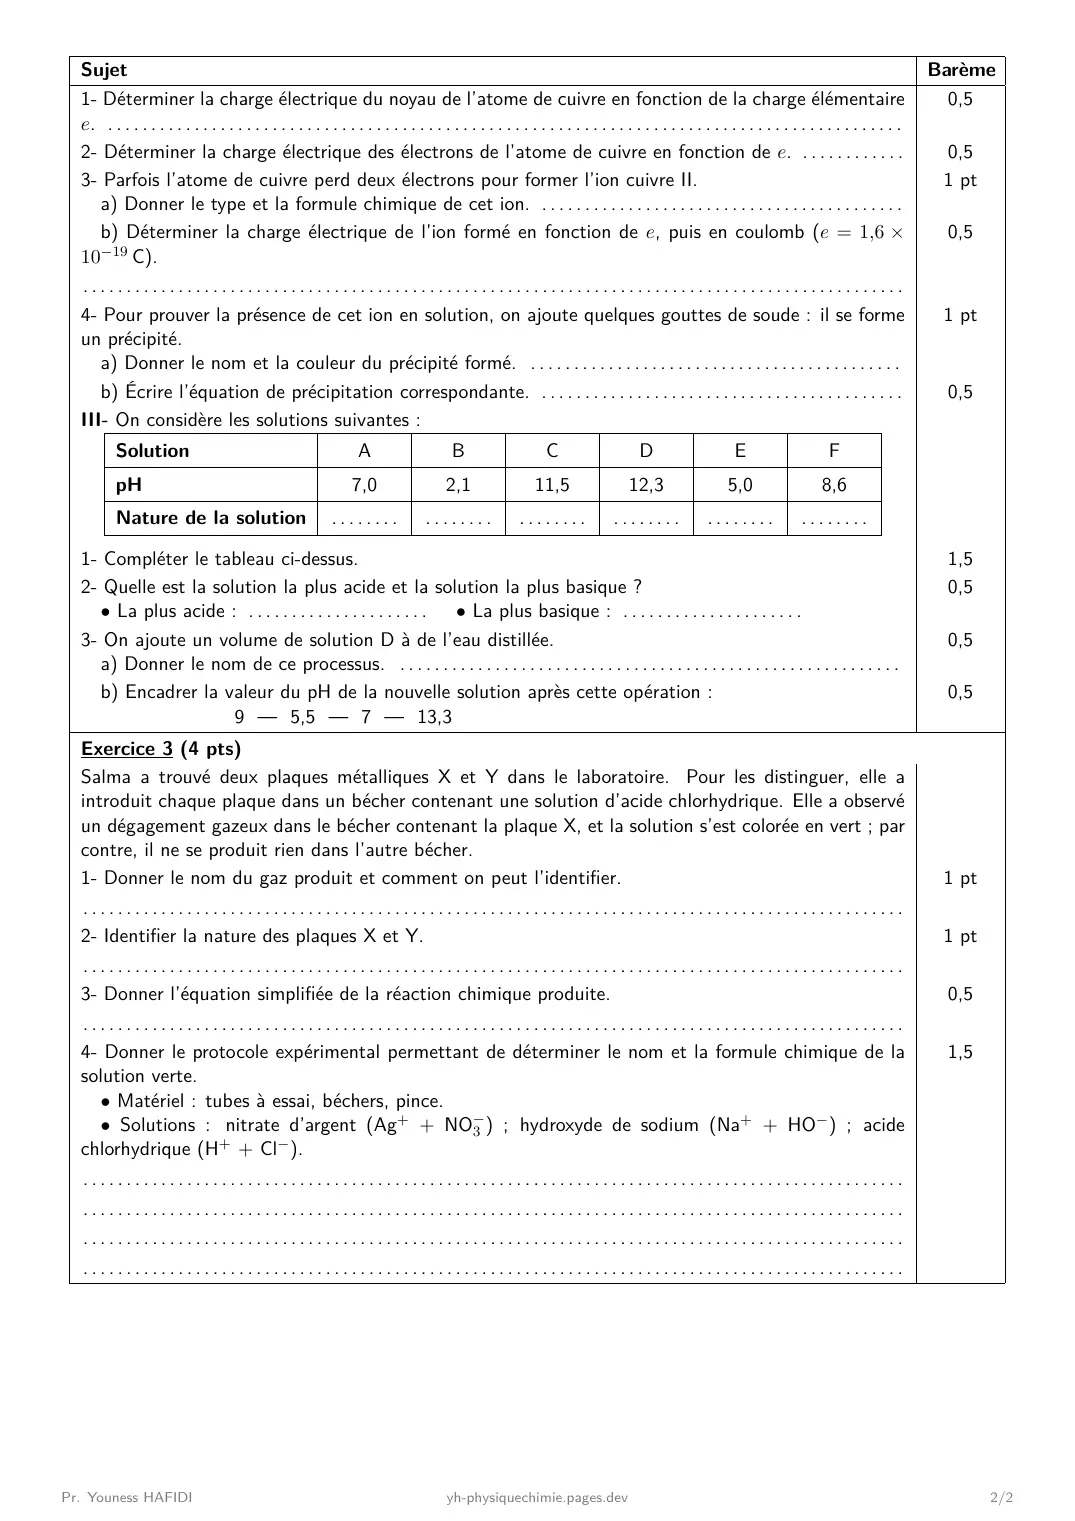 Sujet Barème
1- Déterminer la charge électrique du noyau de l'atome de cuivre en fonction de la charge élémentaire 0,5
e. ............................................................
2- Déterminer la charge électrique des électrons de l'atome de cuivre en fonction de e. ............ 0,5
3- Parfois l'atome de cuivre perd deux électrons pour former l'ion cuivre II. 1 pt
a) Donner le type et la formule chimique de cet ion. ..........................................
b) Déterminer la charge électrique de l'ion formé en fonction de e, puis en coulomb (e = 1,6 × 0,5
10⁻¹⁹ C).
............................................................
4- Pour prouver la présence de cet ion en solution, on ajoute quelques gouttes de soude : il se forme 1 pt
un précipité.
a) Donner le nom et la couleur du précipité formé. ..........................................
b) Écrire l'équation de précipitation correspondante. .......................................... 0,5
III- On considère les solutions suivantes :
Solution A B C D E F
pH 7,0 2,1 11,5 12,3 5,0 8,6
Nature de la solution ........ ........ ........ ........ ........ ........
1- Compléter le tableau ci-dessus. 1,5
2- Quelle est la solution la plus acide et la solution la plus basique ? 0,5
• La plus acide : ..................... • La plus basique : .....................
3- On ajoute un volume de solution D à de l'eau distillée. 0,5
a) Donner le nom de ce processus. ..........................................................
b) Encadrer la valeur du pH de la nouvelle solution après cette opération : 0,5
9 — 5,5 — 7 — 13,3
Exercice 3 (4 pts)
Salma a trouvé deux plaques métalliques X et Y dans le laboratoire. Pour les distinguer, elle a
introduit chaque plaque dans un bécher contenant une solution d'acide chlorhydrique. Elle a observé
un dégagement gazeux dans le bécher contenant la plaque X, et la solution s'est colorée en vert ; par
contre, il ne se produit rien dans l'autre bécher.
1- Donner le nom du gaz produit et comment on peut l'identifier. 1 pt
............................................................
2- Identifier la nature des plaques X et Y. 1 pt
............................................................
3- Donner l'équation simplifiée de la réaction chimique produite. 0,5
............................................................
4- Donner le protocole expérimental permettant de déterminer le nom et la formule chimique de la 1,5
solution verte.
• Matériel : tubes à essai, béchers, pince.
• Solutions : nitrate d'argent (Ag⁺ + NO₃⁻) ; hydroxyde de sodium (Na⁺ + HO⁻) ; acide
chlorhydrique (H⁺ + Cl⁻).
............................................................
............................................................
............................................................
............................................................
Pr. Youness HAFIDI yh-physiquechimie.pages.dev 2/2